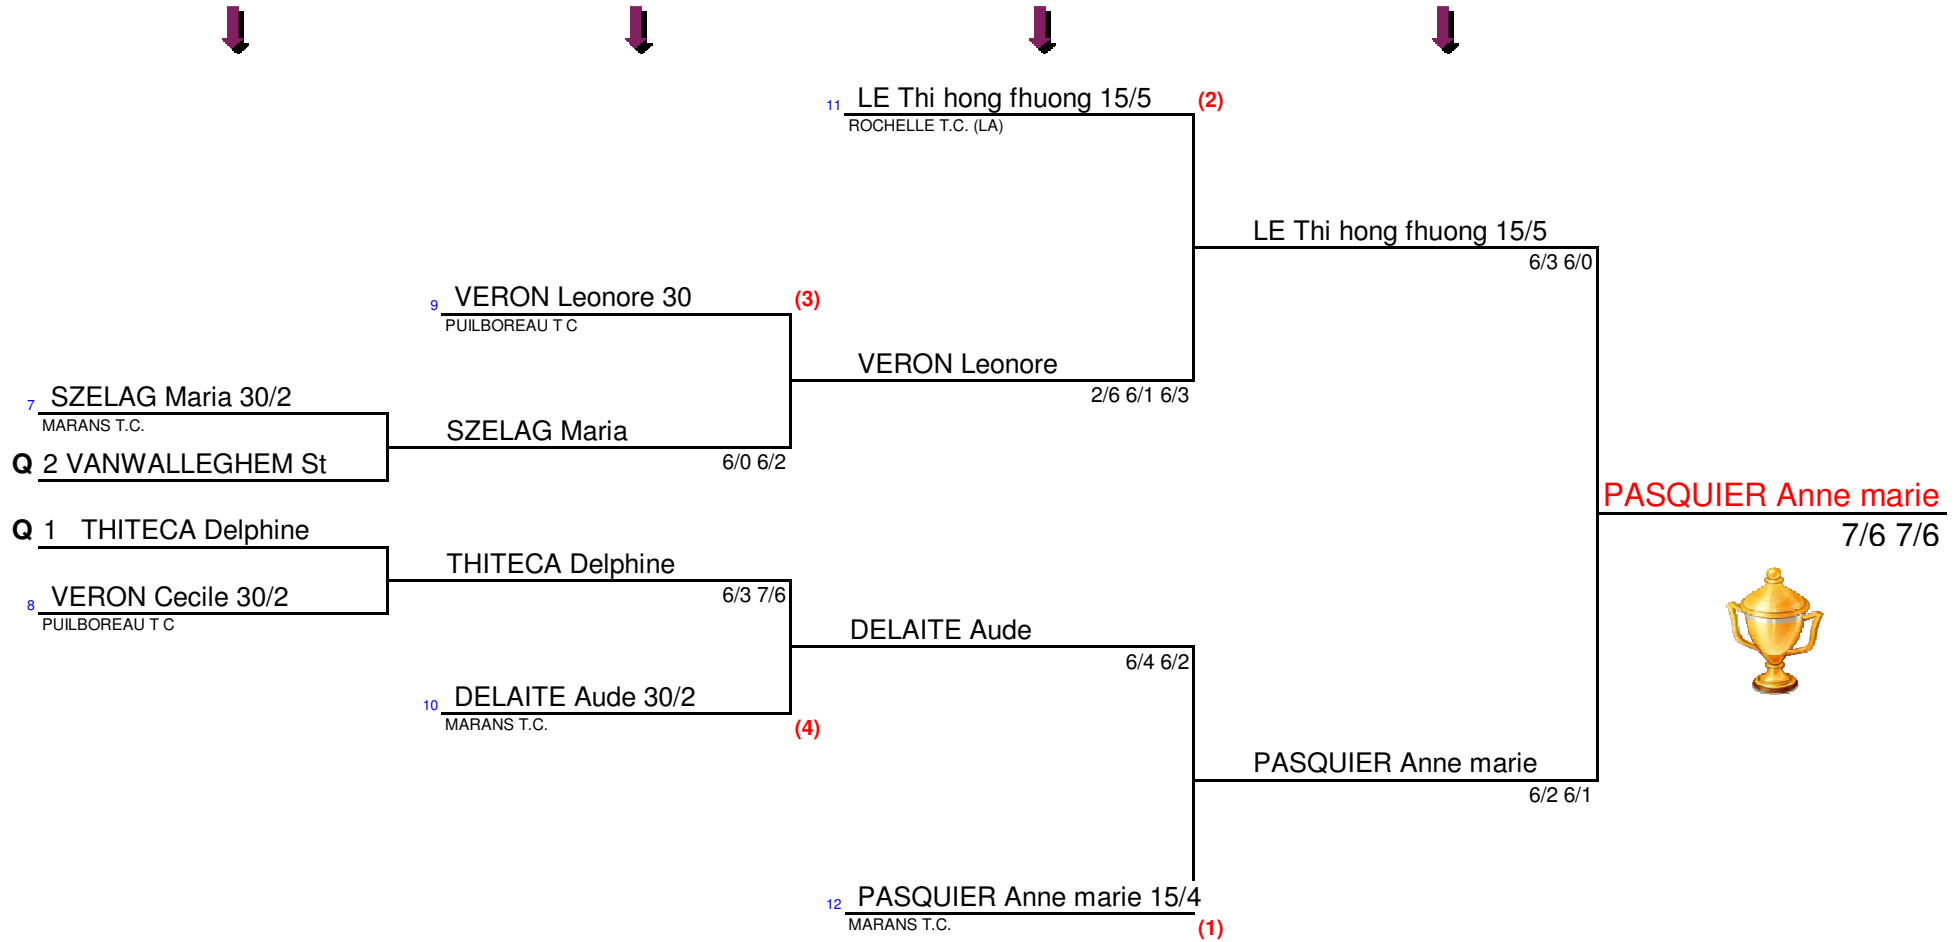 11 LE Thi hong fhuong 15/5 (2)
ROCHELLE T.C. (LA)
LE Thi hong fhuong 15/5
6/3 6/0
9 VERON Leonore 30 (3)
PUILBOREAU T C
VERON Leonore
2/6 6/1 6/3
7 SZELAG Maria 30/2
MARANS T.C.
SZELAG Maria
6/0 6/2
Q 2 VANWALLEGHEM St
PASQUIER Anne marie
7/6 7/6
Q 1 THITECA Delphine
THITECA Delphine
6/3 7/6
8 VERON Cecile 30/2
PUILBOREAU T C
DELAITE Aude
6/4 6/2
10 DELAITE Aude 30/2
MARANS T.C. (4)
PASQUIER Anne marie
6/2 6/1
12 PASQUIER Anne marie 15/4
MARANS T.C. (1)